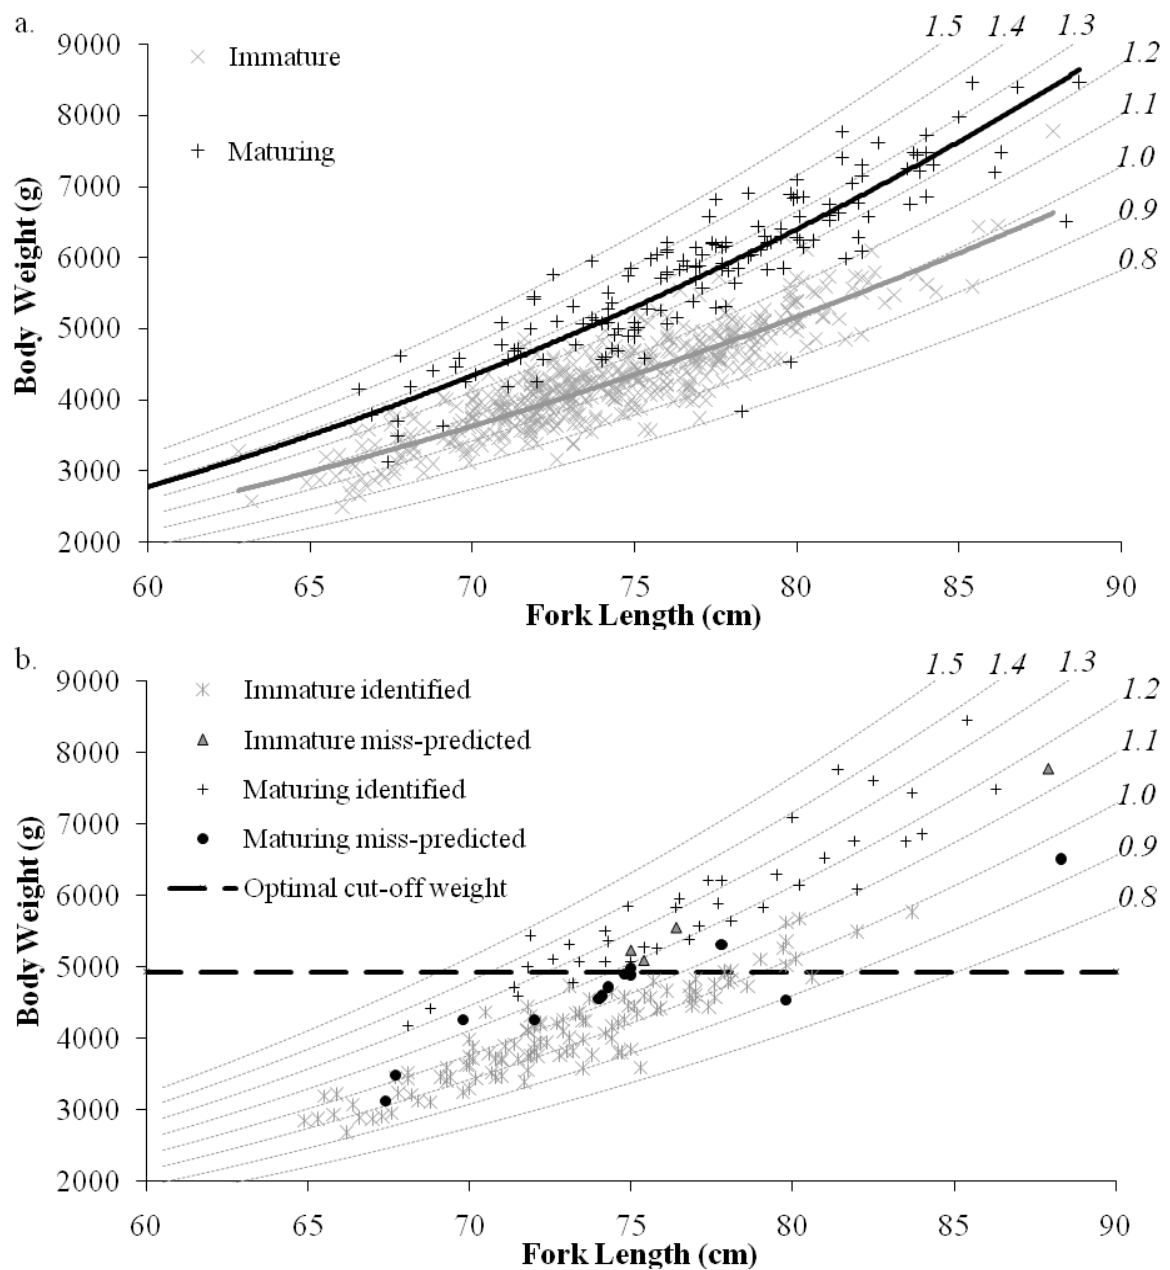 a.
1.5 1.4 1.3
1.2
1.1
1.0
0.9
0.8
9000
8000
7000
6000
5000
4000
3000
2000
Body Weight (g)
Immature
Maturing
60 65 70 75 80 85 90
Fork Length (cm)
b.
1.5 1.4 1.3
1.2
1.1
1.0
0.9
0.8
9000
8000
7000
6000
5000
4000
3000
2000
Body Weight (g)
Immature identified
Immature miss-predicted
Maturing identified
Maturing miss-predicted
Optimal cut-off weight
60 65 70 75 80 85 90
Fork Length (cm)